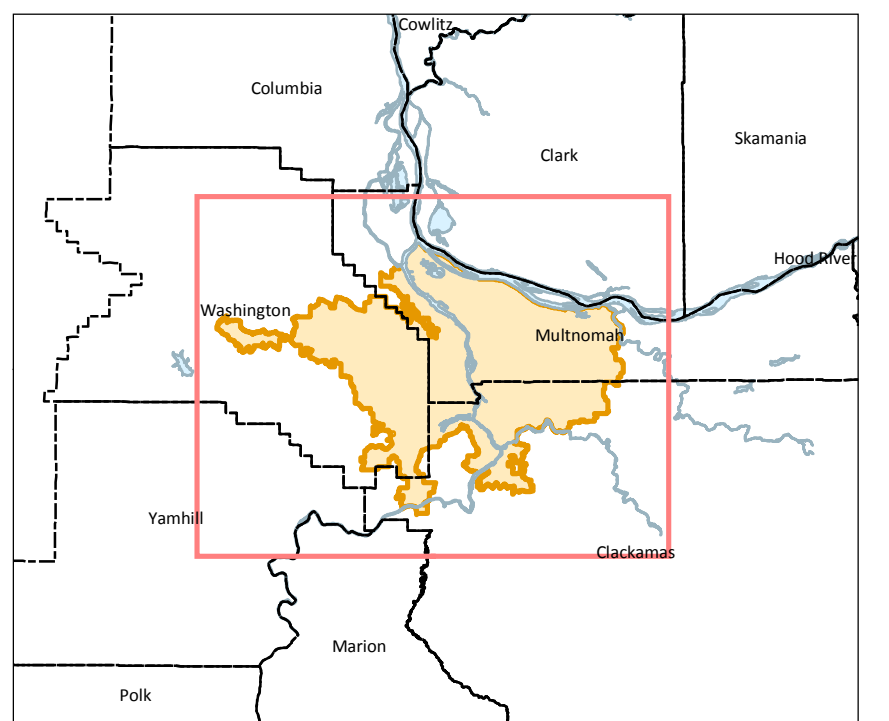 Cowlitz
Columbia
Skamania
Clark
Hood River
Washington
Multnomah
Yamhill
Clackamas
Marion
Polk